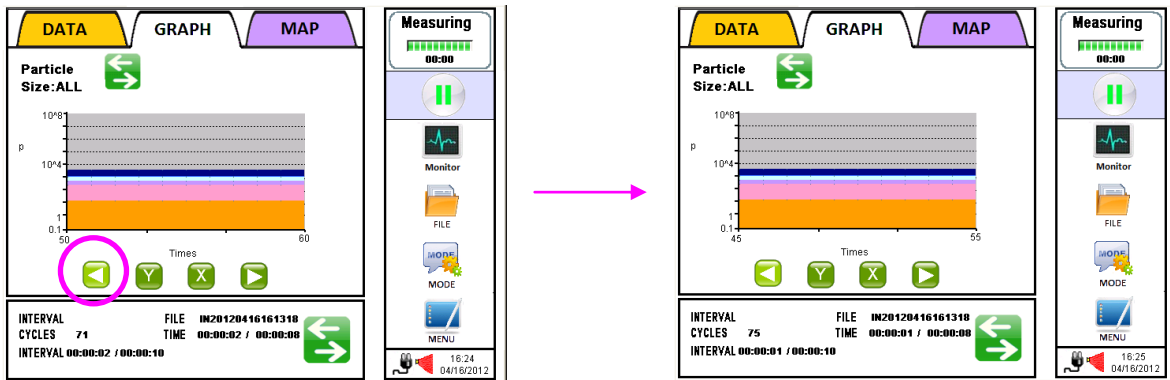 DATA GRAPH MAP
Measuring
00:00
Particle
Size:ALL
10^8
p
10^4
1
0.1
50 60
Times
Y X
Monitor
FILE
MODE
MODE
MENU
INTERVAL FILE IN20120416161318
CYCLES 71 TIME 00:00:02 / 00:00:08
INTERVAL 00:00:02 / 00:00:10
16:24
04/16/2012
DATA GRAPH MAP
Measuring
00:00
Particle
Size:ALL
10^8
p
10^4
1
0.1
45 55
Times
Y X
Monitor
FILE
MODE
MODE
MENU
INTERVAL FILE IN20120416161318
CYCLES 75 TIME 00:00:01 / 00:00:08
INTERVAL 00:00:01 / 00:00:10
16:25
04/16/2012